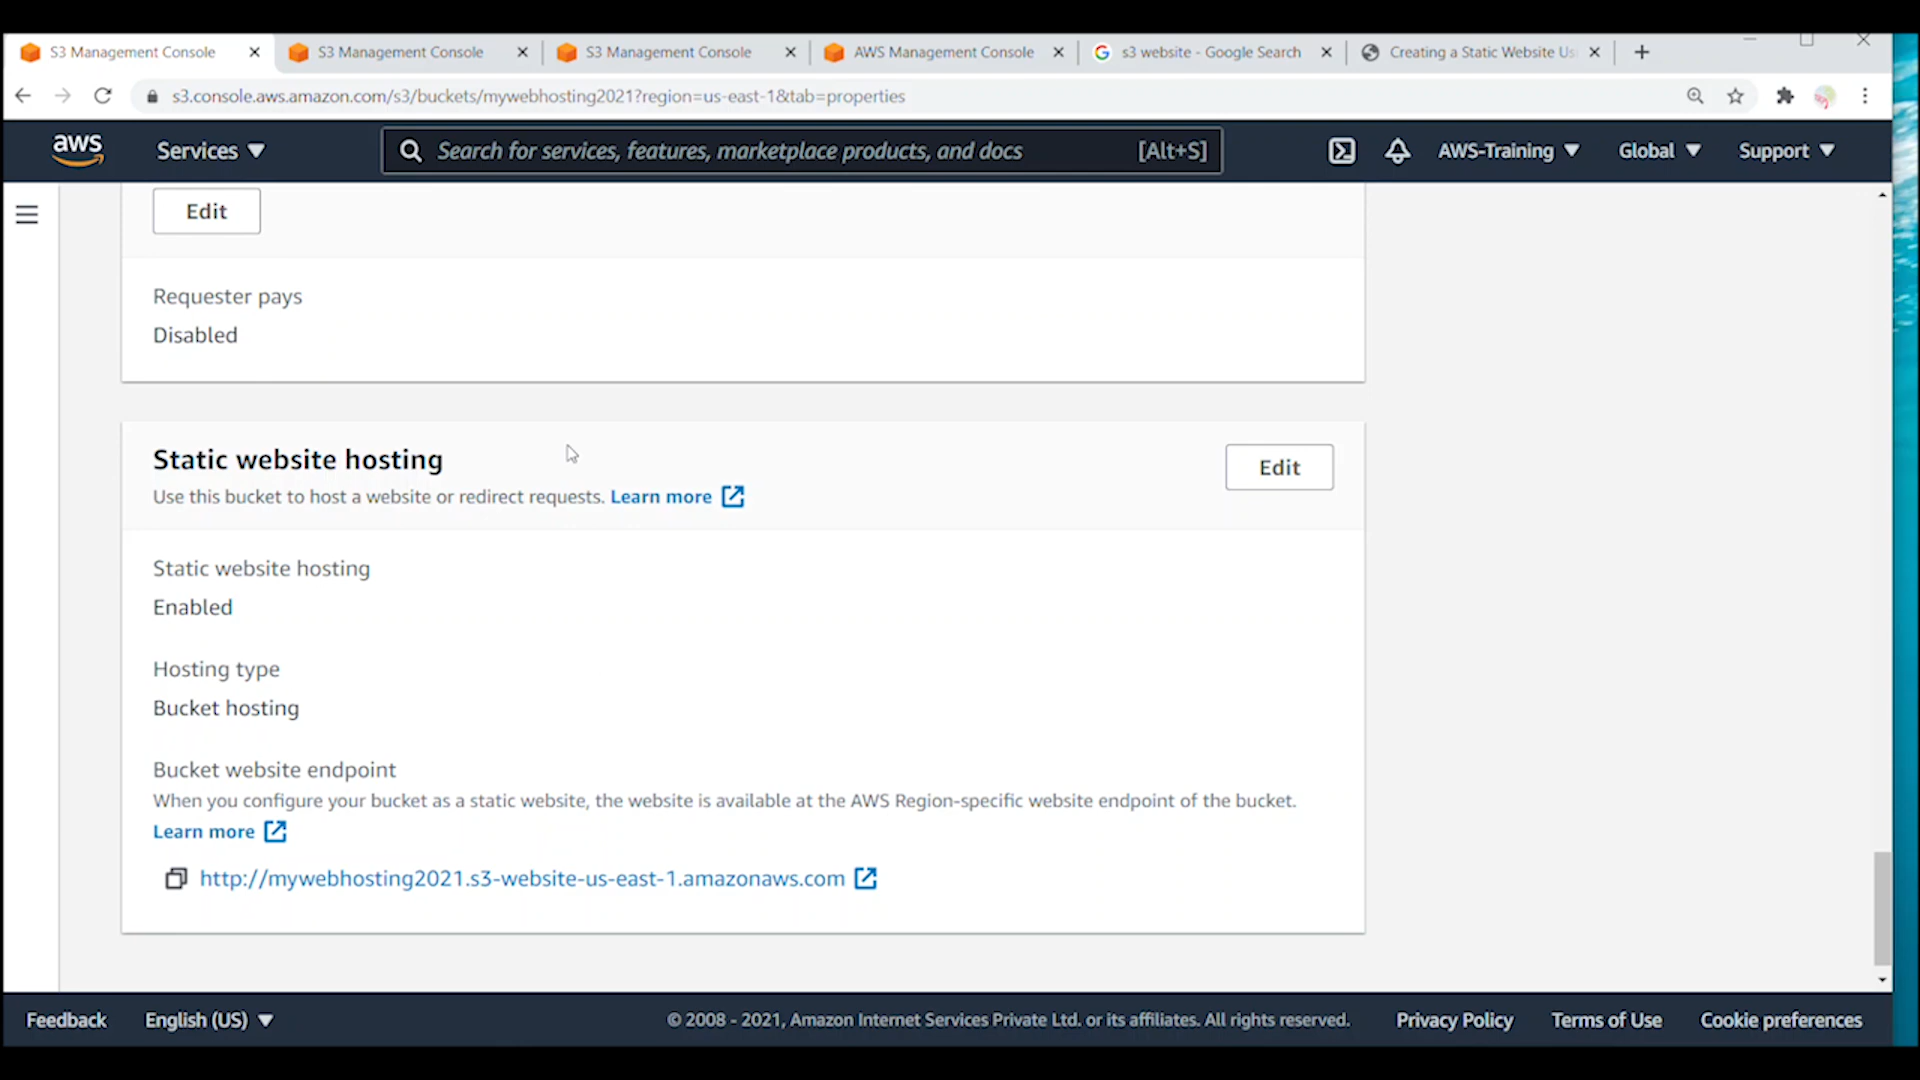 S3 Management Console
S3 Management Console
S3 Management Console
AWS Management Console
s3 website - Google Search
Creating a Static Website Us
s3.console.aws.amazon.com/s3/buckets/mywebhosting2021?region=us-east-1&tab=properties
aws
Services
Search for services, features, marketplace products, and docs
[Alt+S]
AWS-Training
Global
Support
Edit
Requester pays
Disabled
Static website hosting
Use this bucket to host a website or redirect requests. Learn more
Edit
Static website hosting
Enabled
Hosting type
Bucket hosting
Bucket website endpoint
When you configure your bucket as a static website, the website is available at the AWS Region-specific website endpoint of the bucket.
Learn more
http://mywebhosting2021.s3-website-us-east-1.amazonaws.com
Feedback
English (US)
© 2008 - 2021, Amazon Internet Services Private Ltd. or its affiliates. All rights reserved.
Privacy Policy
Terms of Use
Cookie preferences